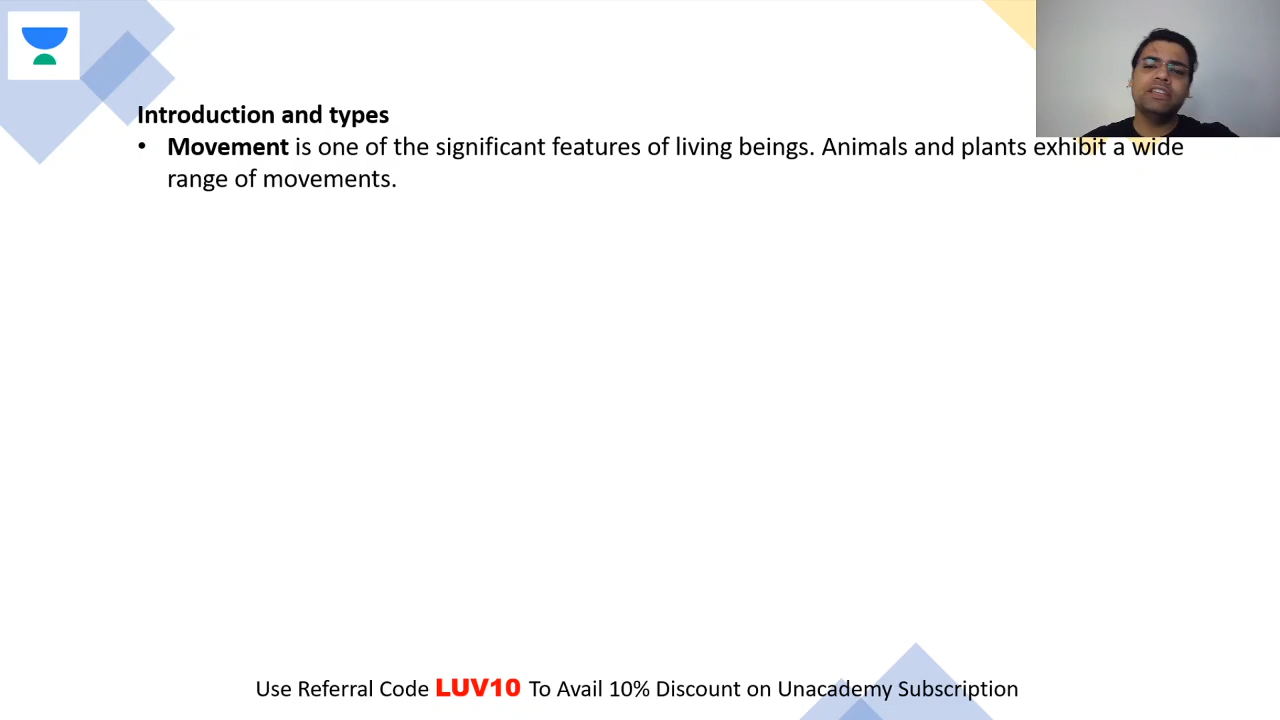 Introduction and types
• Movement is one of the significant features of living beings. Animals and plants exhibit a wide
range of movements.
Use Referral Code LUV10 To Avail 10% Discount on Unacademy Subscription